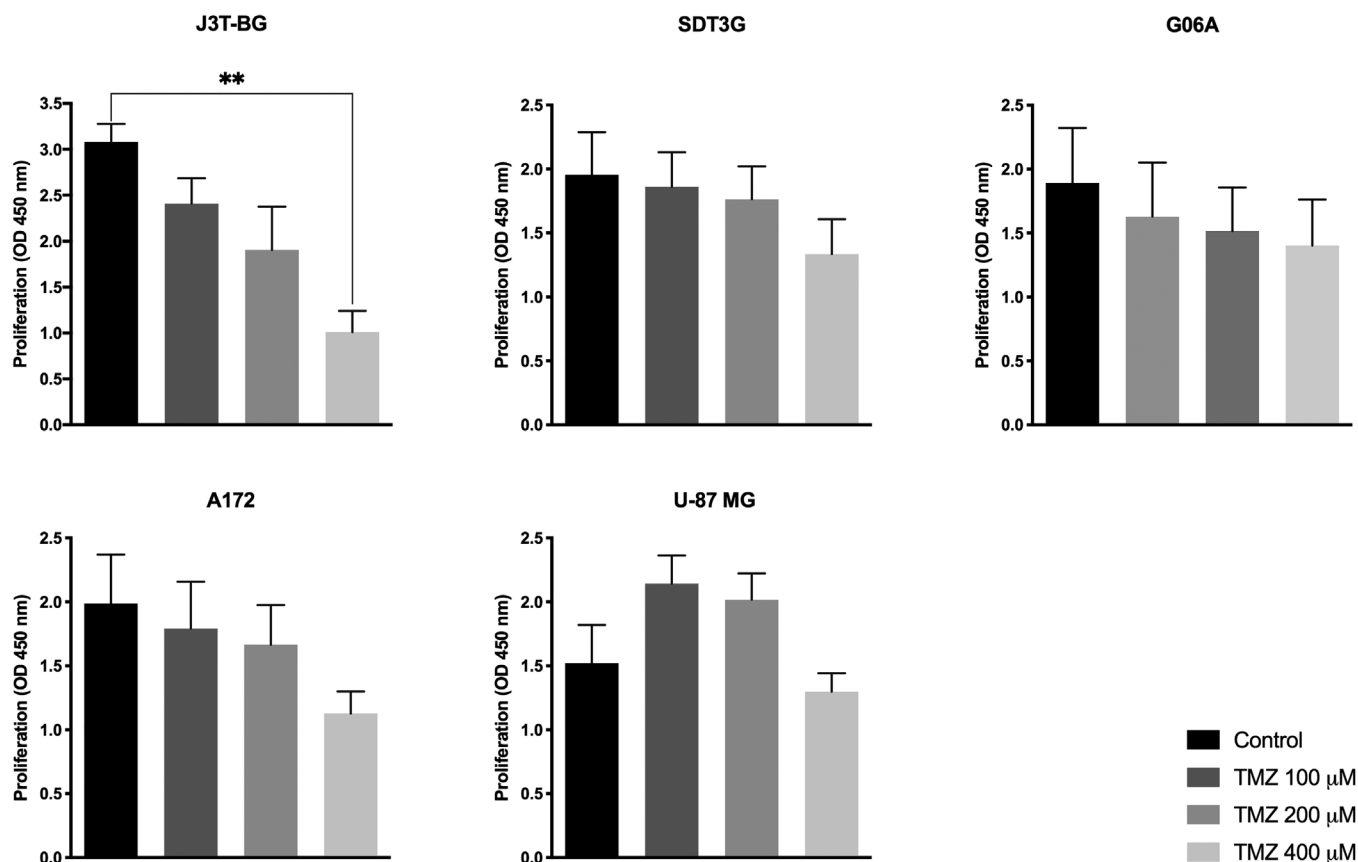 J3T-BG
**
Proliferation (OD 450 nm)
3.5
3.0
2.5
2.0
1.5
1.0
0.5
0.0
SDT3G
Proliferation (OD 450 nm)
2.5
2.0
1.5
1.0
0.5
0.0
G06A
Proliferation (OD 450 nm)
2.5
2.0
1.5
1.0
0.5
0.0
A172
Proliferation (OD 450 nm)
2.5
2.0
1.5
1.0
0.5
0.0
U-87 MG
Proliferation (OD 450 nm)
2.5
2.0
1.5
1.0
0.5
0.0
Control
TMZ 100 μM
TMZ 200 μM
TMZ 400 μM